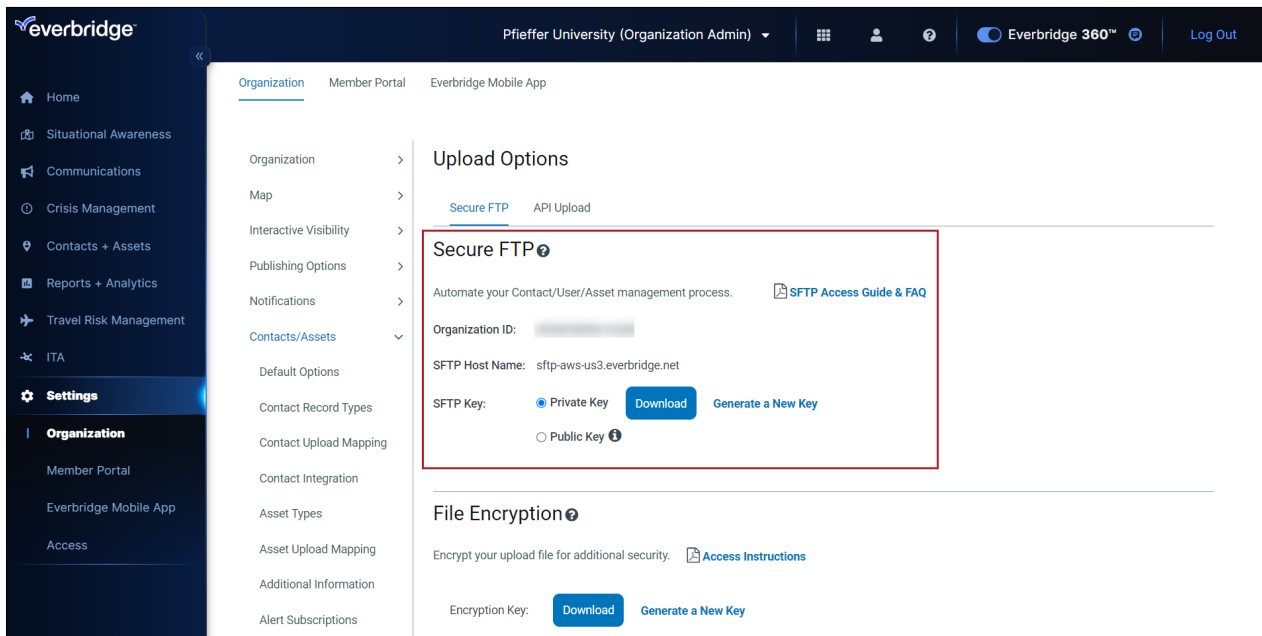 everbridge™
Pfieffer University (Organization Admin)
Everbridge 360™
Log Out
«
Home
Situational Awareness
Communications
Crisis Management
Contacts + Assets
Reports + Analytics
Travel Risk Management
ITA
Settings
Organization
Member Portal
Everbridge Mobile App
Access
Organization Member Portal Everbridge Mobile App
Organization
Map
Interactive Visibility
Publishing Options
Notifications
Contacts/Assets
Default Options
Contact Record Types
Contact Upload Mapping
Contact Integration
Asset Types
Asset Upload Mapping
Additional Information
Alert Subscriptions
Upload Options
Secure FTP API Upload
Secure FTP
Automate your Contact/User/Asset management process. SFTP Access Guide & FAQ
Organization ID:
SFTP Host Name: sftp-aws-us3.everbridge.net
SFTP Key: Private Key Download Generate a New Key
Public Key
File Encryption
Encrypt your upload file for additional security. Access Instructions
Encryption Key: Download Generate a New Key